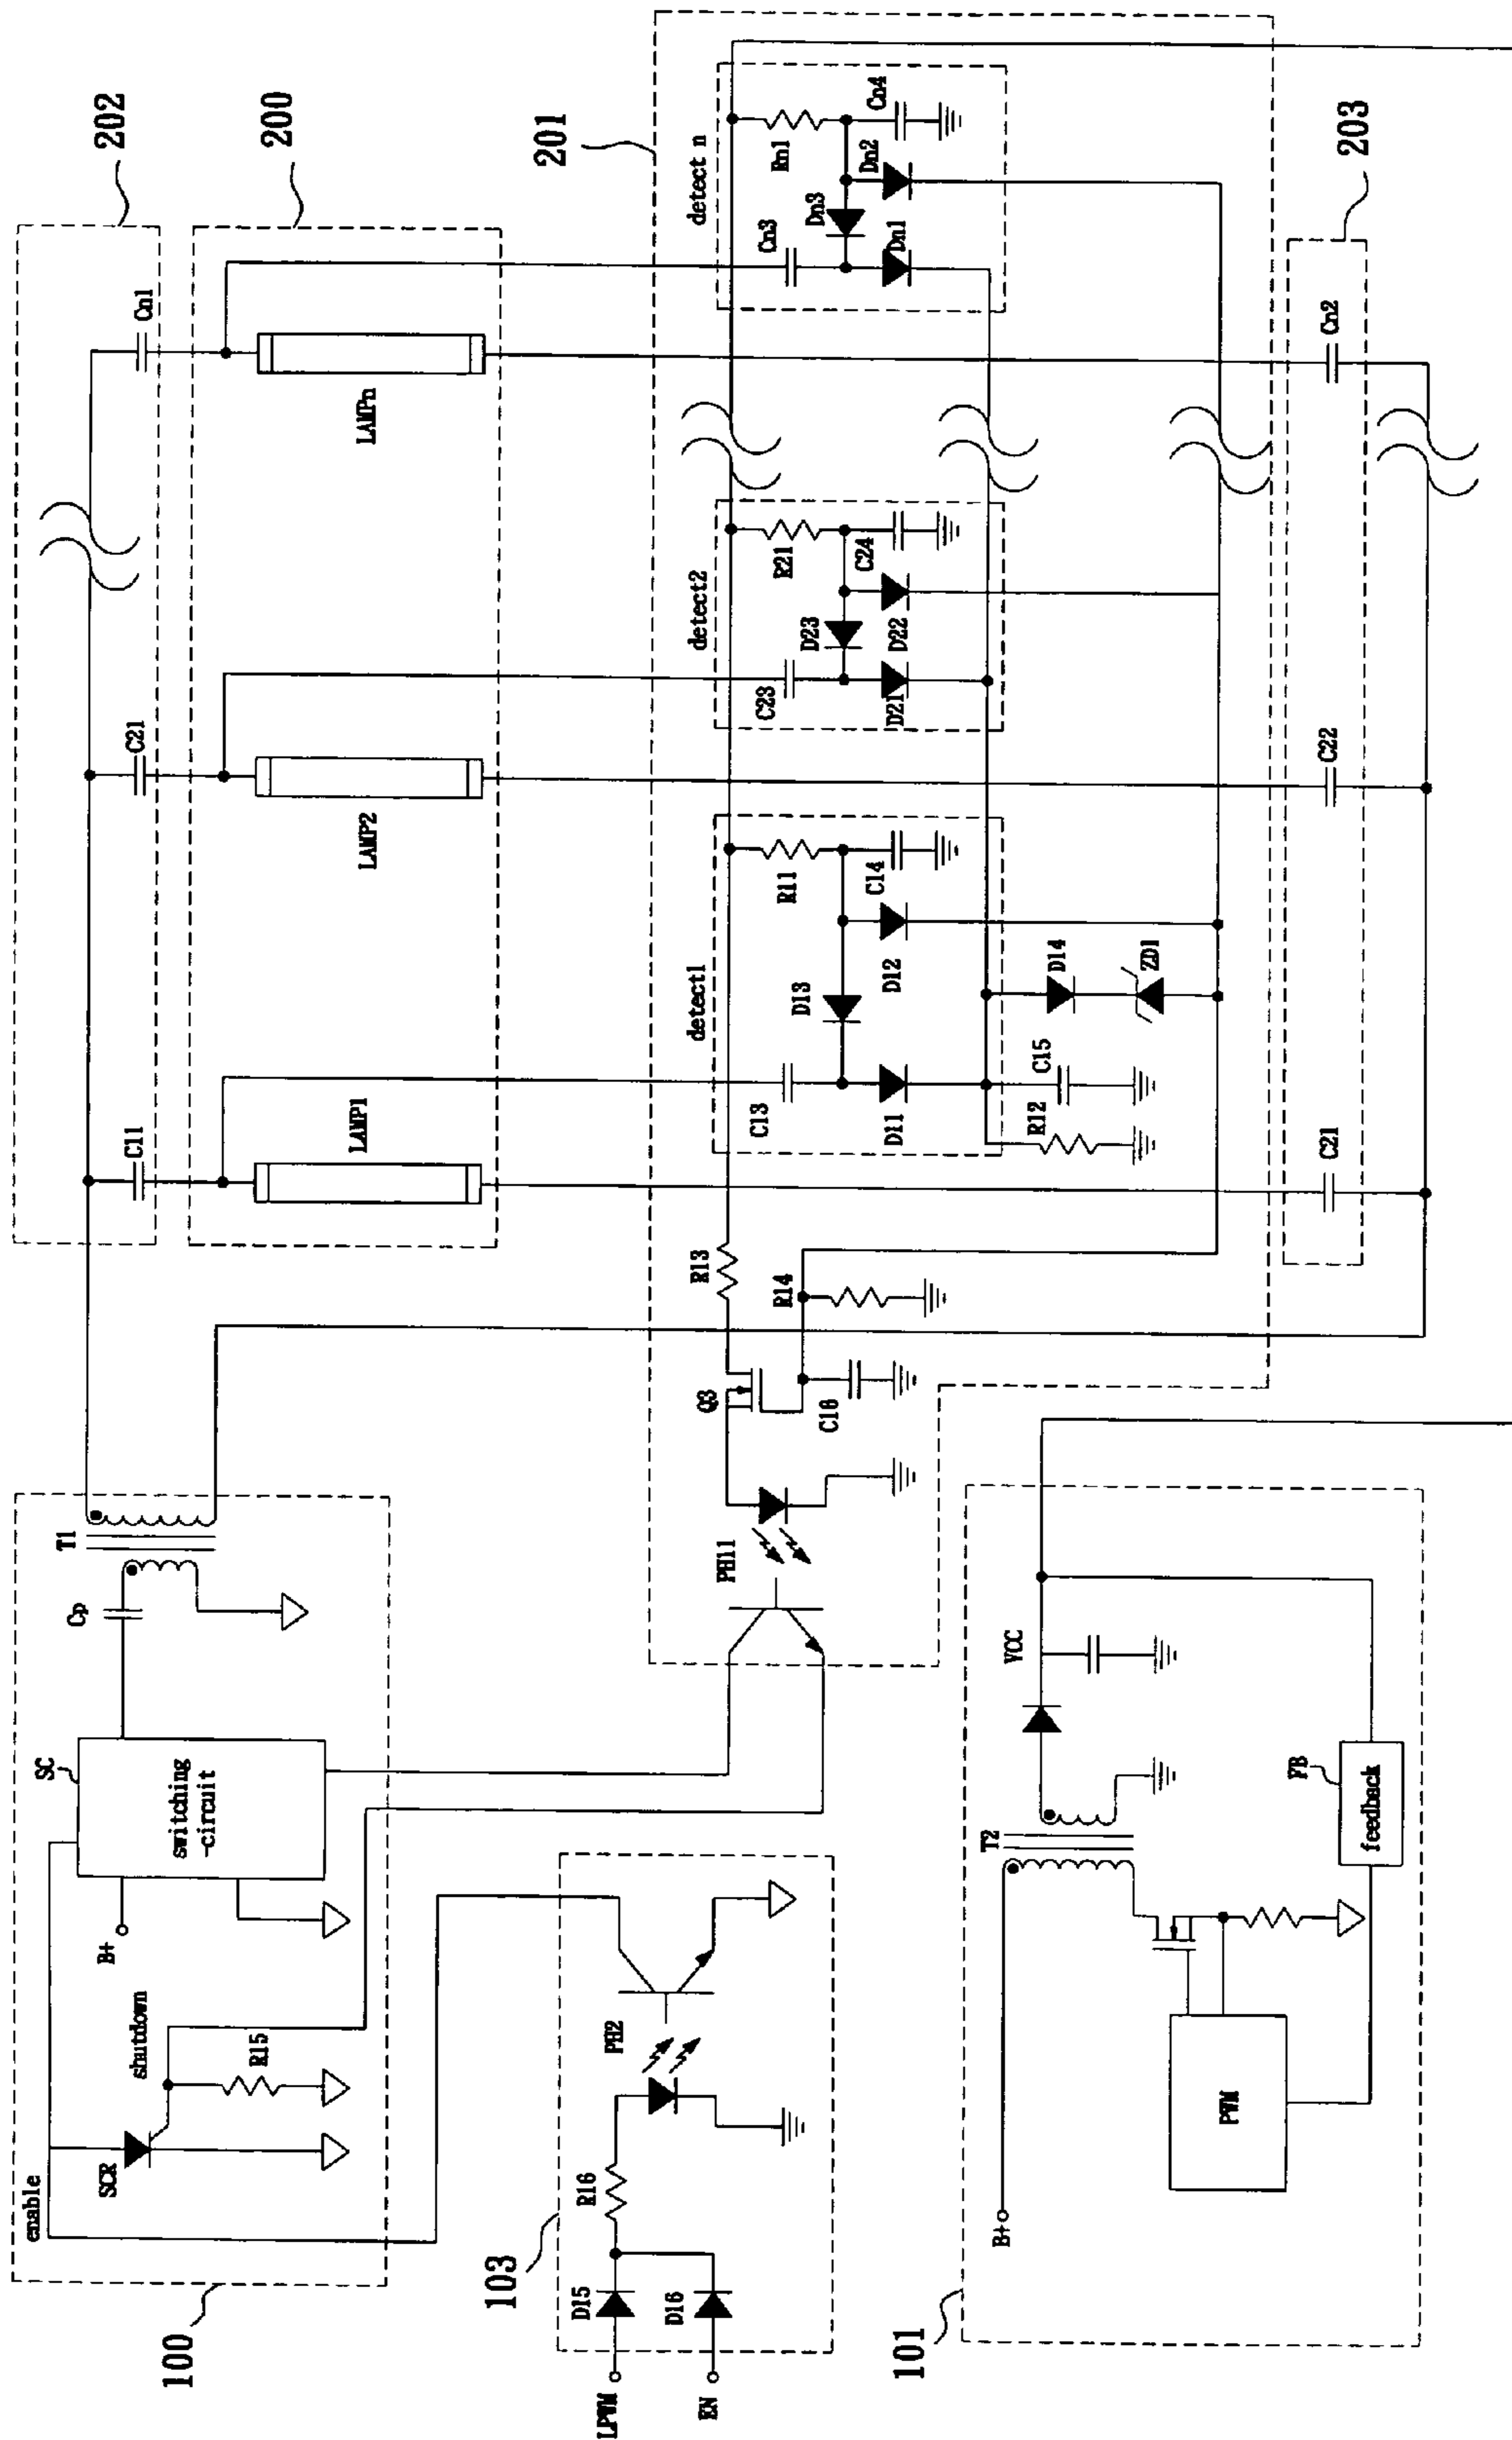 202
200
201
203
Cn1
C21
C11
LAMPn
LAMP2
LAMP1
detect n
Rn1
Cn4
Dn2
Dn3
Dn1
Cn3
Cn2
detect2
R21
C24
D23
D22
D21
C23
C22
detect1
R11
C14
D13
D12
D11
C13
D14
ZD1
C15
R12
C21
R13
R14
Q3
C16
PH11
T1
Cp
SC
switching
-circuit
B+
shutdown
R15
SCR
enable
100
PH2
R16
103
D15
D16
LPWM
EN
VCC
T2
FB
feedback
PWM
B+
101